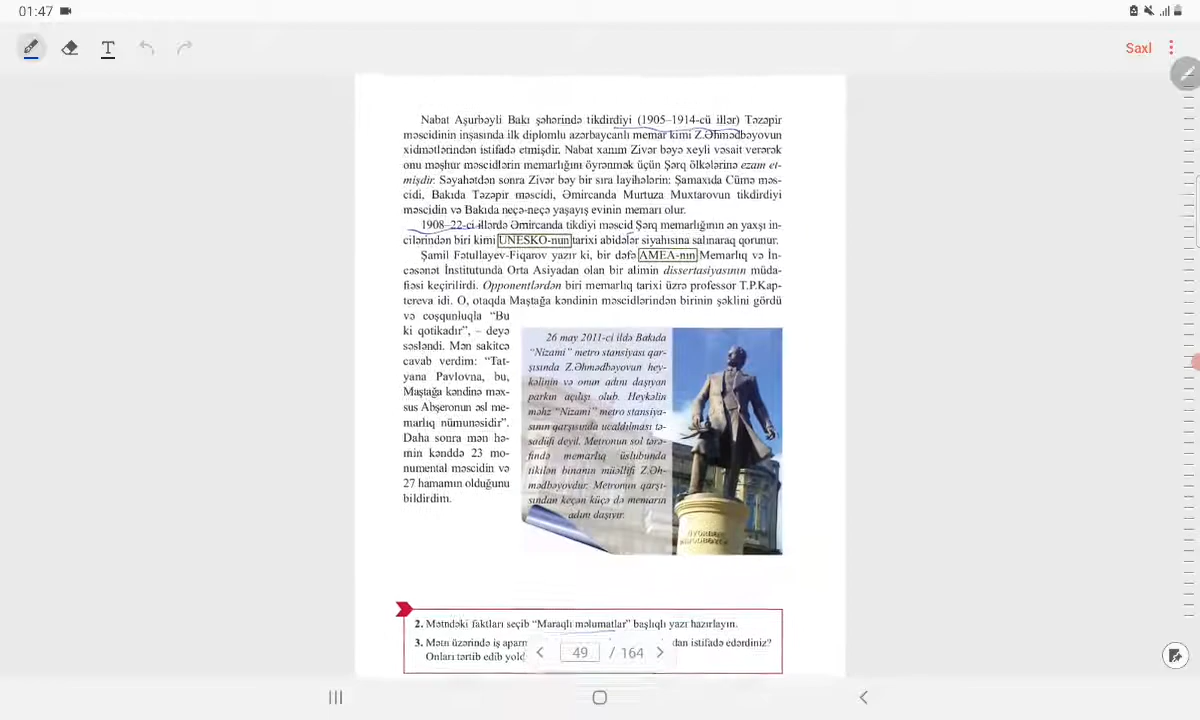 01:47
T
Saxl
Nabat Aşurbəyli Bakı şəhərində tikdirdiyi (1905–1914-cü illər) Təzəpir
məscidinin inşasında ilk diplomlu azərbaycanlı memar kimi Z.Əhmədbəyovun
xidmətlərindən istifadə etmişdir. Nabat xanım Zivər bəyə xeyli vəsait verərək
onu məşhur məscidlərin memarlığını öyrənmək üçün Şərq ölkələrinə ezam et-
mişdir. Səyahətdən sonra Zivər bəy bir sıra layihələrin: Şamaxıda Cümə məs-
cidi, Bakıda Təzəpir məscidi, Əmircanda Murtuza Muxtarovun tikdirdiyi
məscidin və Bakıda neçə-neçə yaşayış evinin memarı olur.
1908–22-ci illərdə Əmircanda tikdiyi məscid Şərq memarlığının ən yaxşı in-
cilərindən biri kimi UNESKO-nun tarixi abidələr siyahısına salınaraq qorunur.
Şamil Fətullayev-Fiqarov yazır ki, bir dəfə AMEA-nın Memarlıq və İn-
cəsənət İnstitutunda Orta Asiyadan olan bir alimin dissertasiyasının müda-
fiəsi keçirilirdi. Opponentlərdən biri memarlıq tarixi üzrə professor T.P.Kap-
tereva idi. O, otaqda Maştağa kəndinin məscidlərindən birinin şəklini gördü
və coşqunluqla “Bu
ki qotikadır”, – deyə
səsləndi. Mən sakitcə
cavab verdim: “Tat-
yana Pavlovna, bu,
Maştağa kəndinə məx-
sus Abşeronun əsl me-
marlıq nümunəsidir”.
Daha sonra mən hə-
min kənddə 23 mo-
numental məscidin və
27 hamamın olduğunu
bildirdim.
26 may 2011-ci ildə Bakıda
“Nizami” metro stansiyası qar-
şısında Z.Əhmədbəyovun hey-
kəlinin və onun adını daşıyan
parkın açılışı olub. Heykəlin
məhz “Nizami” metro stansiya-
sının qarşısında ucaldılması tə-
sadüfi deyil. Metronun sol tərə-
fində memarlıq üslubunda
tikilən binanın müəllifi Z.Əh-
mədbəyovdur. Metronun qarşı-
sından keçən küçə də memarın
adını daşıyır.
2. Mətndəki faktları seçib “Maraqlı məlumatlar” başlıqlı yazı hazırlayın.
3. Mətn üzərində iş aparm dan istifadə edərdiniz?
Onları tərtib edib yold
49 / 164